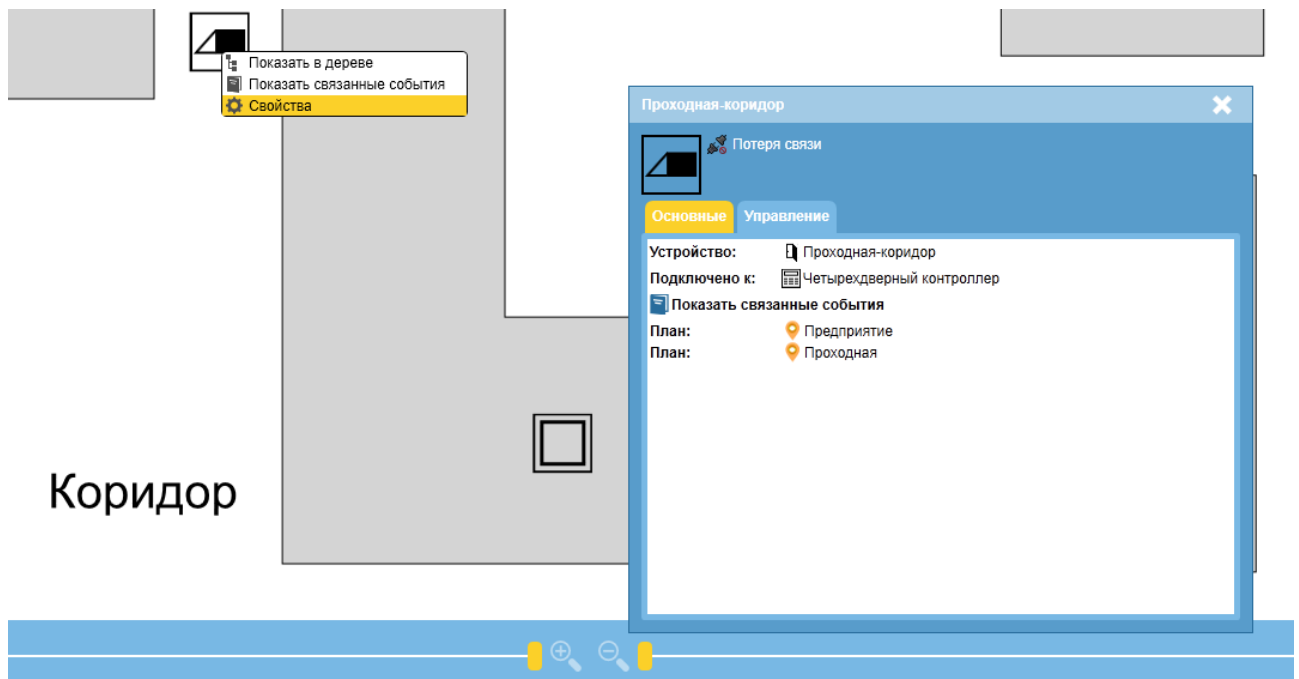 Показать в дереве
Показать связанные события
Свойства
Проходная-коридор
Потеря связи
Основные Управление
Устройство: Проходная-коридор
Подключено к: Четырехдверный контроллер
Показать связанные события
План: Предприятие
План: Проходная
Коридор